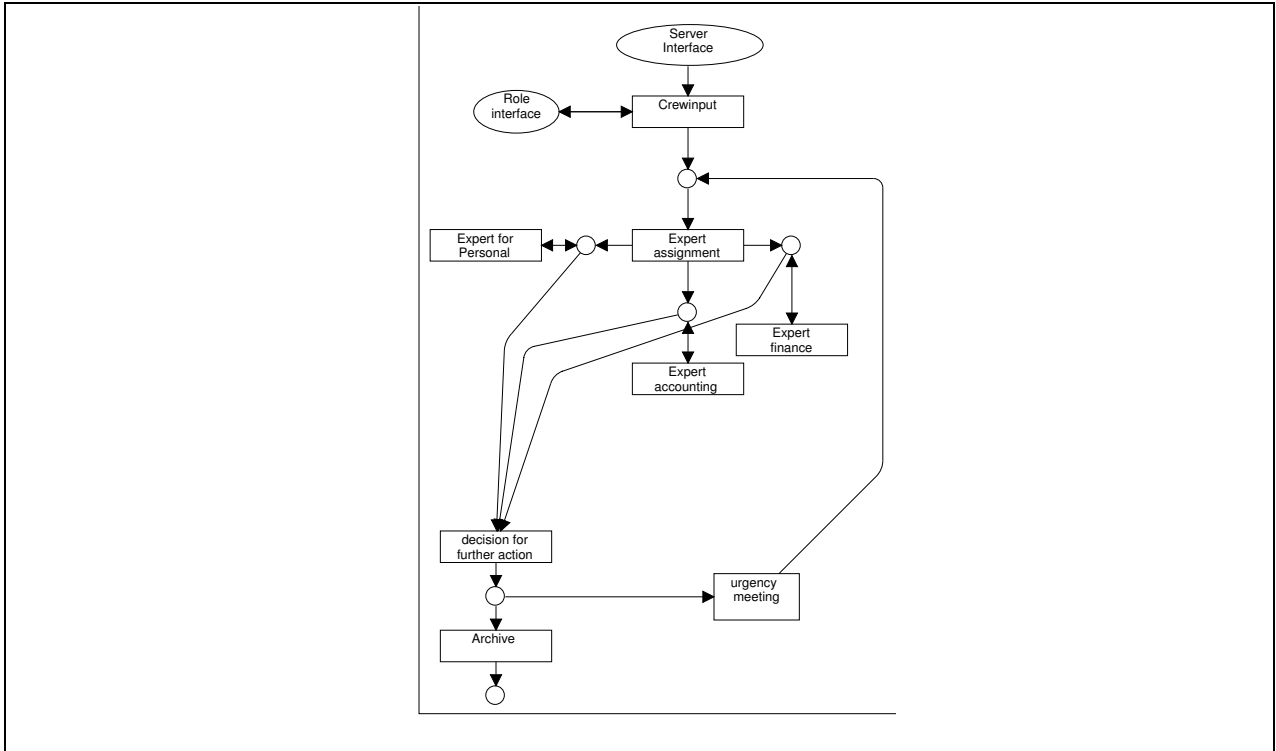 Server
Interface
Role
interface
Crewinput
Expert for
Personal
Expert
assignment
Expert
finance
Expert
accounting
decision for
further action
urgency
meeting
Archive